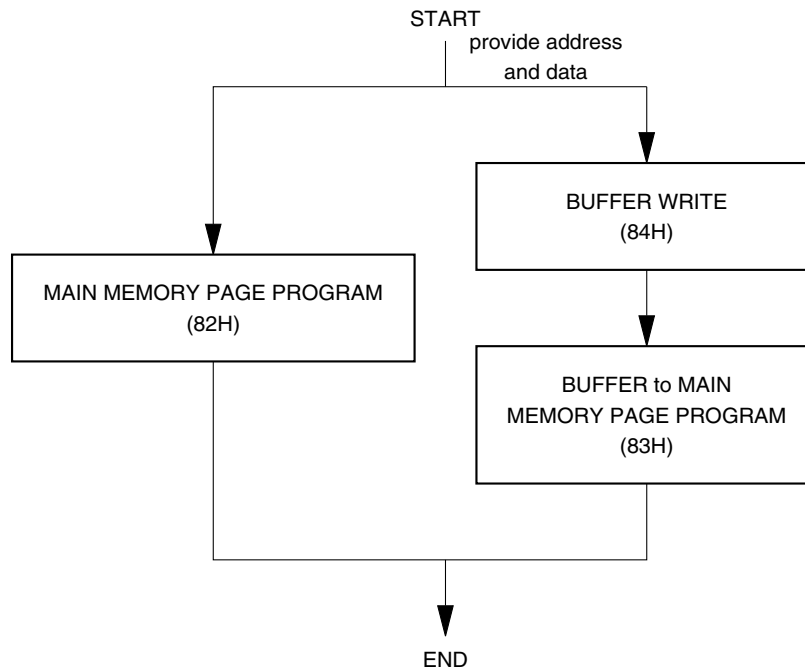 START
provide address
and data
BUFFER WRITE
(84H)
MAIN MEMORY PAGE PROGRAM
(82H)
BUFFER to MAIN
MEMORY PAGE PROGRAM
(83H)
END